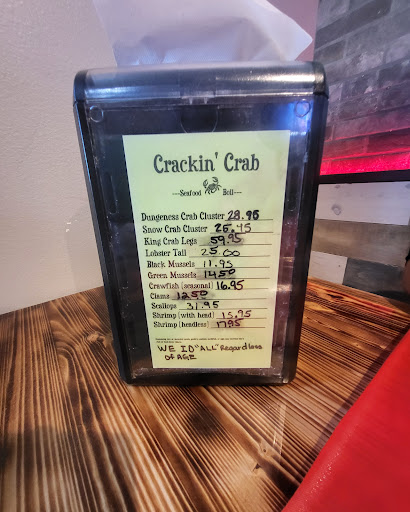 Crackin' Crab
---Seafood Boil---
Dungeness Crab Cluster 28.95
Snow Crab Cluster 26.45
King Crab Legs 59.95
Lobster Tail 25.00
Black Mussels 11.95
Green Mussels 14.50
Crawfish (seasonal) 16.95
Clams 12.50
Scallops 31.95
Shrimp (with head) 15.95
Shrimp (headless) 17.95
WE ID "ALL" Regardless
OF AGE